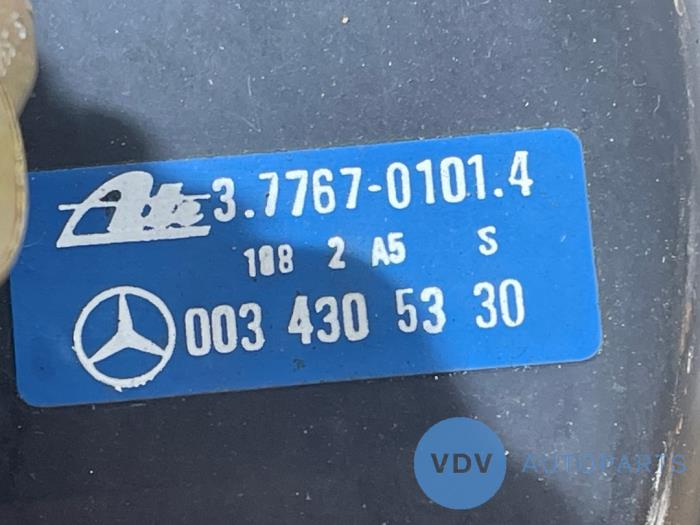 Ate 3.7767-0101.4
188 2 A5 S
003 430 53 30
VDV AUTOPARTS